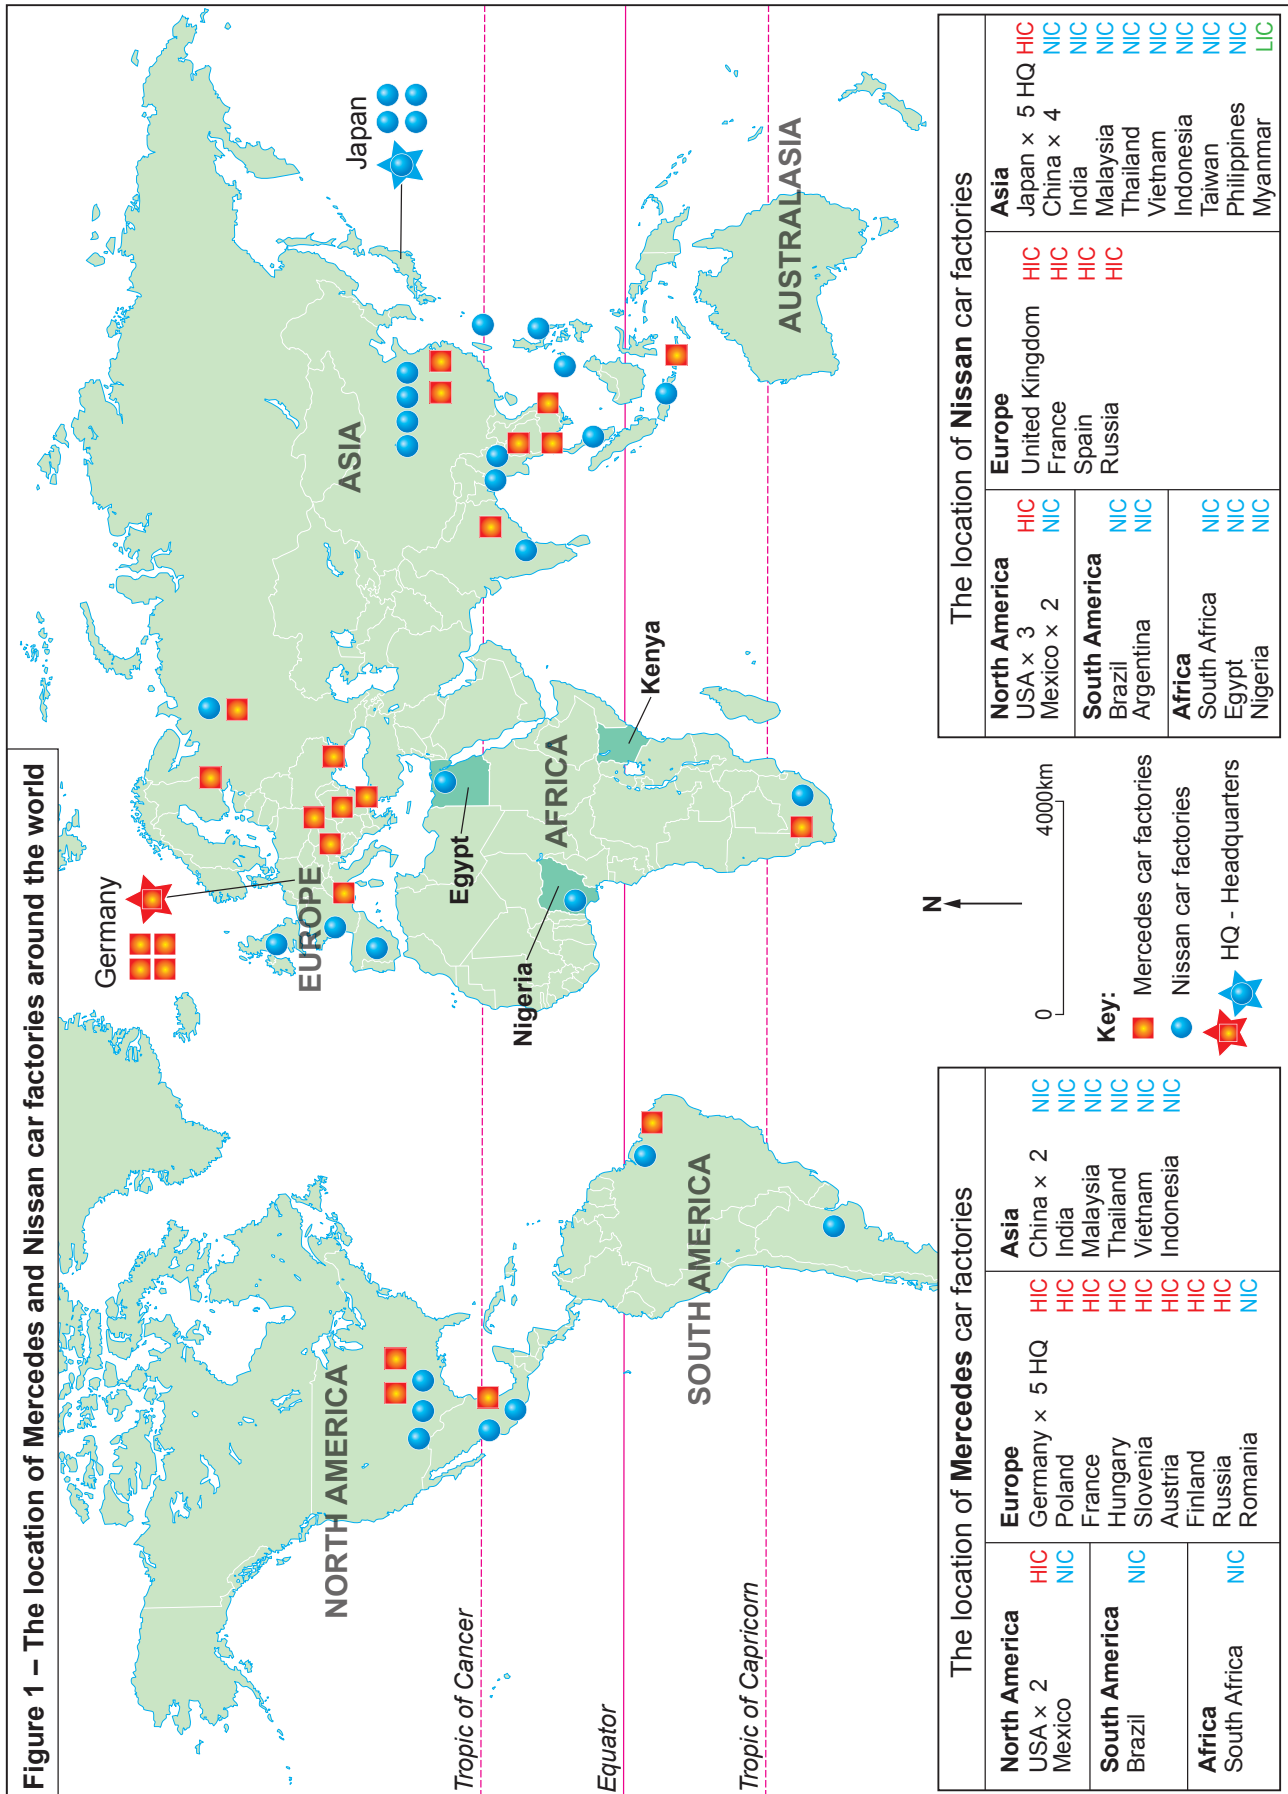 Figure 1 – The location of Mercedes and Nissan car factories around the world
Germany
Japan
EUROPE
ASIA
NORTH AMERICA
Egypt
Tropic of Cancer
Nigeria
AFRICA
Kenya
Equator
SOUTH AMERICA
AUSTRALASIA
Tropic of Capricorn
The location of Mercedes car factories
North America
USA × 2 HIC
Mexico NIC
South America
Brazil NIC
Africa
South Africa NIC
Europe
Germany × 5 HQ HIC
Poland HIC
France HIC
Hungary HIC
Slovenia HIC
Austria HIC
Finland HIC
Russia HIC
Romania NIC
Asia
China × 2 NIC
India NIC
Malaysia NIC
Thailand NIC
Vietnam NIC
Indonesia NIC
N
0 4000km
Key:
Mercedes car factories
Nissan car factories
HQ - Headquarters
The location of Nissan car factories
North America
USA × 3 HIC
Mexico × 2 NIC
South America
Brazil NIC
Argentina NIC
Africa
South Africa NIC
Egypt NIC
Nigeria NIC
Europe
United Kingdom HIC
France HIC
Spain HIC
Russia HIC
Asia
Japan × 5 HQ HIC
China × 4 NIC
India NIC
Malaysia NIC
Thailand NIC
Vietnam NIC
Indonesia NIC
Taiwan NIC
Philippines NIC
Myanmar LIC